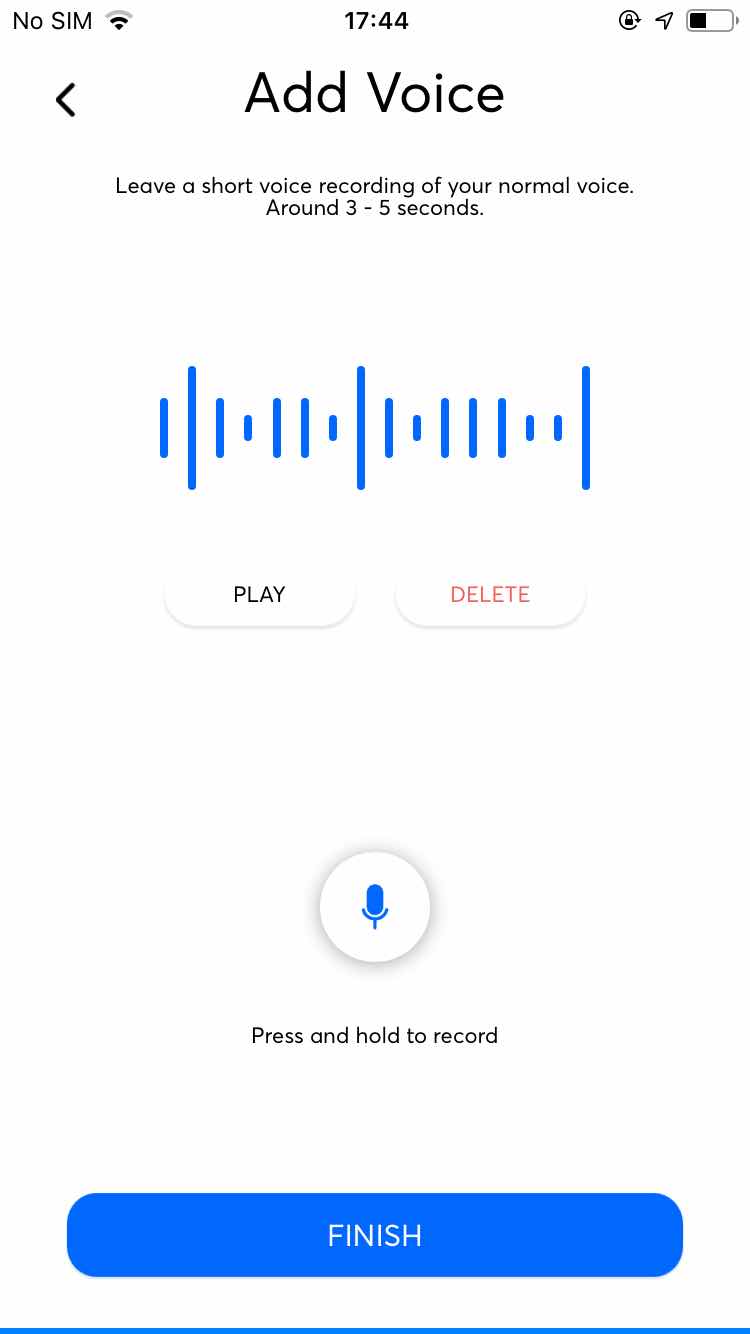 No SIM 17:44
Add Voice
Leave a short voice recording of your normal voice.
Around 3 - 5 seconds.
PLAY DELETE
Press and hold to record
FINISH